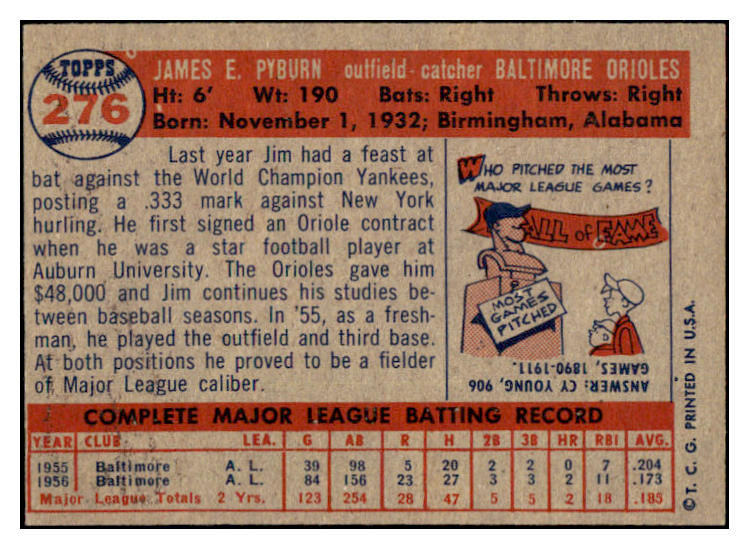 TOPPS
276
JAMES E. PYBURN outfield-catcher BALTIMORE ORIOLES
Ht: 6' Wt: 190 Bats: Right Throws: Right
Born: November 1, 1932; Birmingham, Alabama
Last year Jim had a feast at
bat against the World Champion Yankees,
posting a .333 mark against New York
hurling. He first signed an Oriole contract
when he was a star football player at
Auburn University. The Orioles gave him
$48,000 and Jim continues his studies be-
tween baseball seasons. In '55, as a fresh-
man, he played the outfield and third base.
At both positions he proved to be a fielder
of Major League caliber.
WHO PITCHED THE MOST
MAJOR LEAGUE GAMES?
ALL of FAME
MOST
GAMES
PITCHED
ANSWER: CY YOUNG, 906
GAMES, 1890-1911.
COMPLETE MAJOR LEAGUE BATTING RECORD
YEAR CLUB LEA. G AB R H 2B 3B HR RBI AVG.
1955 Baltimore A. L. 39 98 5 20 2 2 0 7 .204
1956 Baltimore A. L. 84 156 23 27 3 3 2 11 .173
Major League Totals 2 Yrs. 123 254 28 47 5 5 2 18 .185
© T. C. G. PRINTED IN U.S.A.